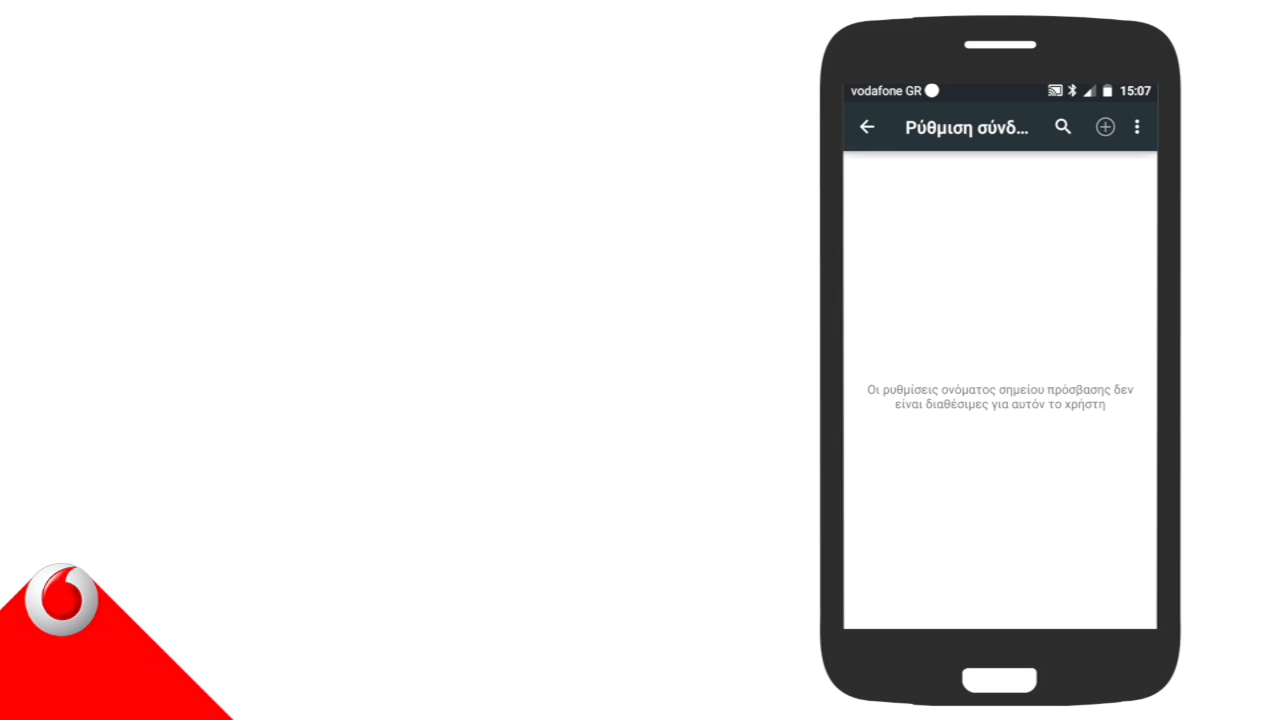 vodafone GR 15:07
Ρύθμιση σύνδ...
Οι ρυθμίσεις ονόματος σημείου πρόσβασης δεν
είναι διαθέσιμες για αυτόν το χρήστη